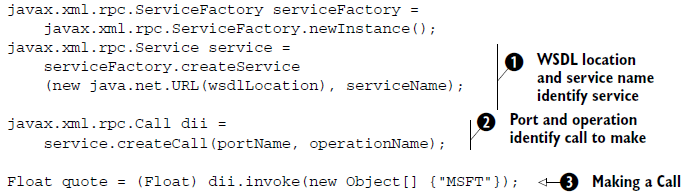 javax.xml.rpc.ServiceFactory serviceFactory =
javax.xml.rpc.ServiceFactory.newInstance();
javax.xml.rpc.Service service =
serviceFactory.createService
(new java.net.URL(wsdlLocation), serviceName);
1 WSDL location
and service name
identify service
javax.xml.rpc.Call dii =
service.createCall(portName, operationName);
2 Port and operation
identify call to make
Float quote = (Float) dii.invoke(new Object[] {"MSFT"});
3 Making a Call